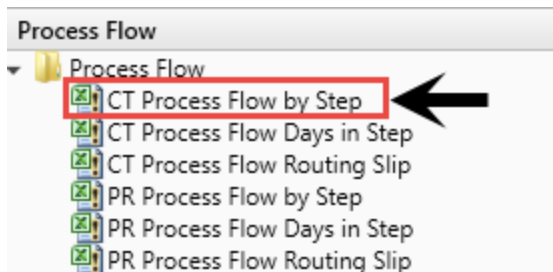 Process Flow
Process Flow
CT Process Flow by Step
CT Process Flow Days in Step
CT Process Flow Routing Slip
PR Process Flow by Step
PR Process Flow Days in Step
PR Process Flow Routing Slip